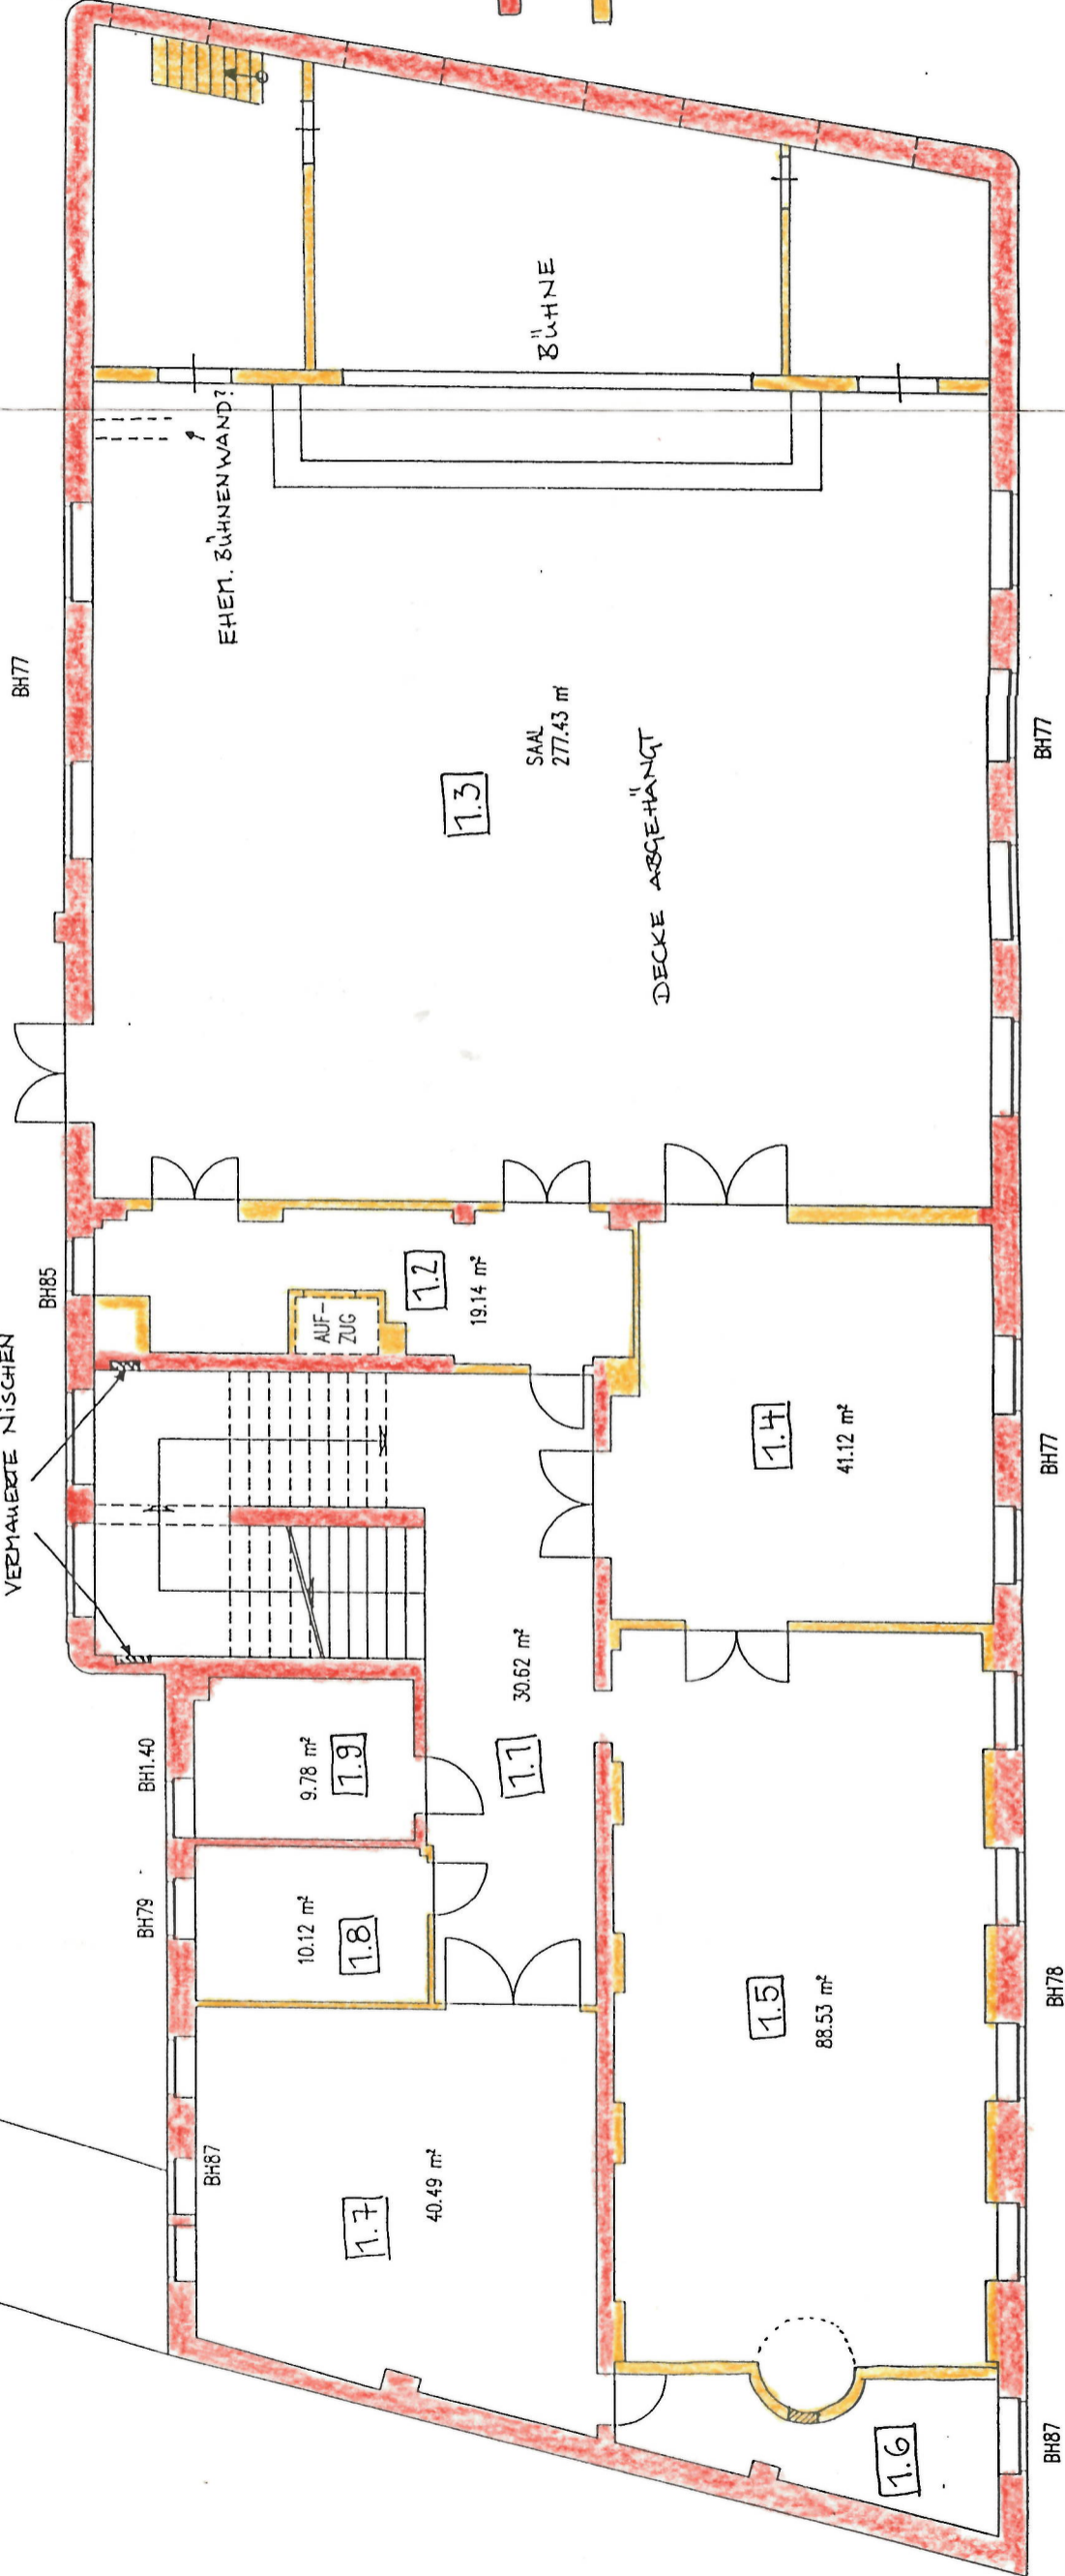 VERMAUERTE NISCHEN
BH87
BH79
BH1.40
BH85
BH77
1.7
40.49 m²
1.8
10.12 m²
1.9
9.78 m²
1.1
30.62 m²
AUF-
ZUG
1.2
19.14 m²
EHEM. BÜHNENWAND?
1.3
SAAL
277.43 m²
DECKE ABGEHÄNGT
BÜHNE
1.6
1.5
88.53 m²
1.4
41.12 m²
BH87
BH78
BH77
BH77